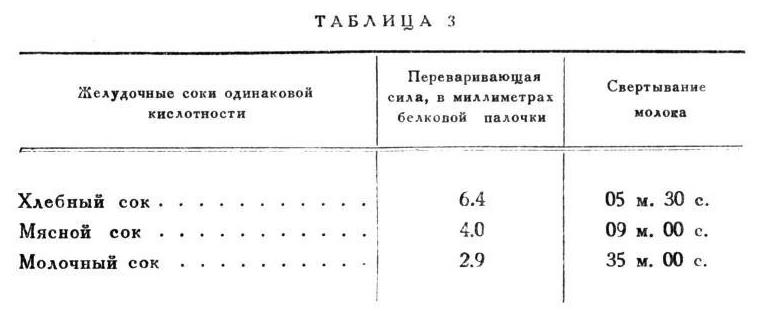 ТАБЛИЦА 3
Желудочные соки одинаковой кислотности
Переваривающая сила, в миллиметрах белковой палочки
Свертывание молока
Хлебный сок . . . . . . . . . . . 6.4 05 м. 30 с.
Мясной сок . . . . . . . . . . . 4.0 09 м. 00 с.
Молочный сок . . . . . . . . . . 2.9 35 м. 00 с.